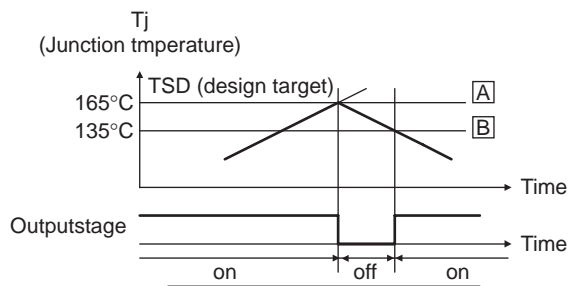 Tj
(Junction tmperature)
TSD (design target)
165°C
A
135°C
B
Time
Outputstage
Time
on
off
on